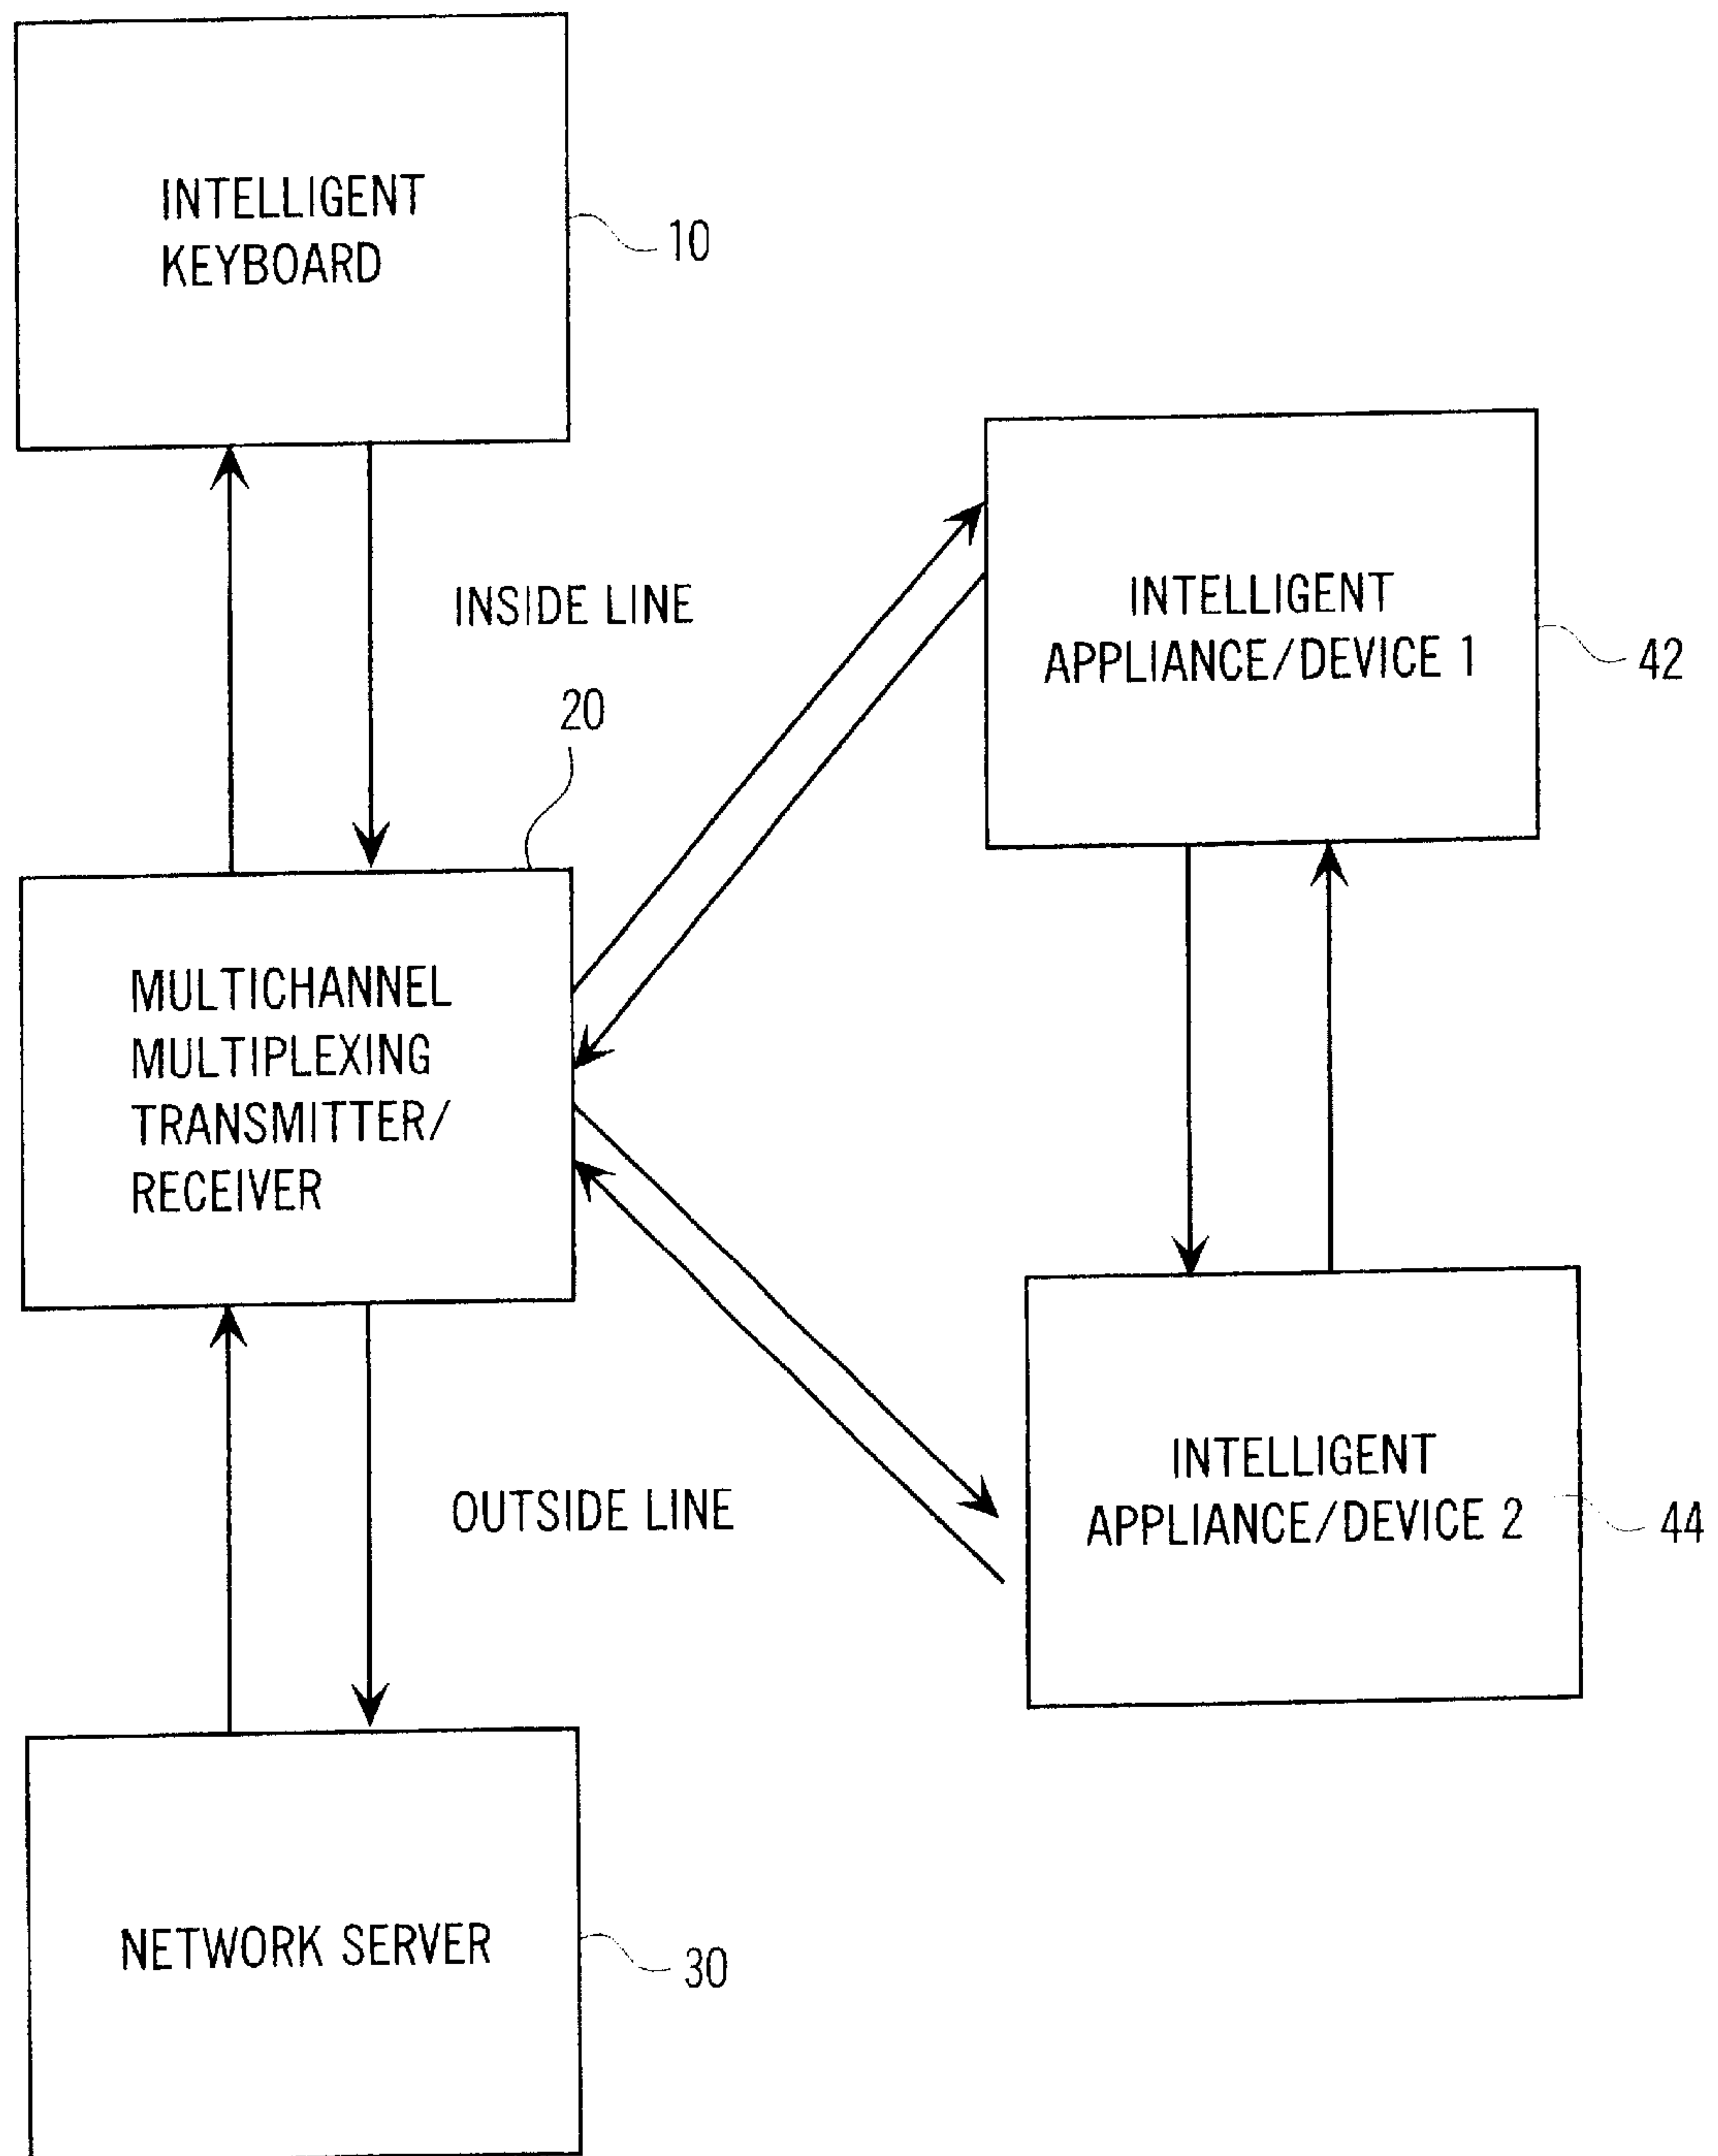 INTELLIGENT
KEYBOARD
10
INSIDE LINE
20
INTELLIGENT
APPLIANCE/DEVICE 1
42
MULTICHANNEL
MULTIPLEXING
TRANSMITTER/
RECEIVER
OUTSIDE LINE
INTELLIGENT
APPLIANCE/DEVICE 2
44
NETWORK SERVER
30